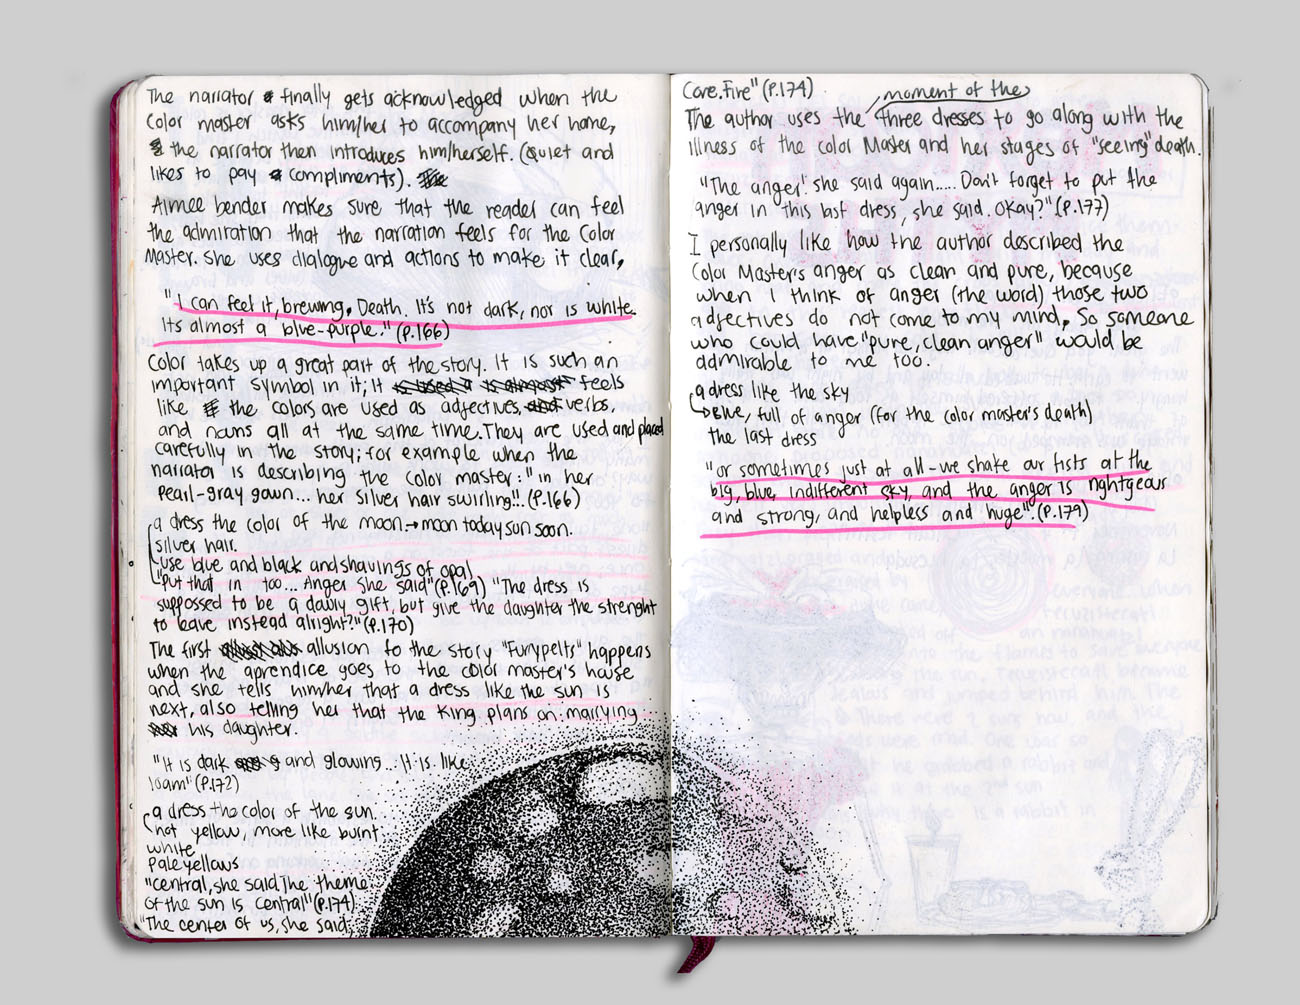 The narrator finally gets acknowledged when the
Color master asks him/her to accompany her home,
& the narrator then introduces him/herself. (Quiet and
likes to pay compliments).
Aimee bender makes sure that the reader can feel
the admiration that the narration feels for the Color
Master. She uses dialogue and actions to make it clear,
"I can feel it, brewing. Death. It's not dark, nor is white.
Its almost a blue-purple." (P.166)
Color takes up a great part of the story. It is such an
important symbol in it; it feels
like the colors are used as adjectives, verbs,
and nouns all at the same time. They are used and placed
carefully in the story; for example when the
narrator is describing the color master: "in her
Pearl-gray gown... her silver hair swirling!!. (P.166)
a dress the color of the moon→moon today sun soon.
silver hair.
use blue and black and shavings of opal
"Put that in too... Anger she said" (P.169) "The dress is
suppossed to be a dawly gift, but give the daughter the strenght
to leave instead alright?" (P.170)
The first allusion to the story "Furypelts" happens
when the aprendice goes to the color master's house
and she tells him/her that a dress like the sun is
next, also telling her that the King plans on marrying
his daughter.
"It is dark and glowing... It is like
loam" (P.172)
a dress the color of the sun.
not yellow, more like burnt
white
Pale yellows
"central, she said. The theme
of the sun is central" (P.174)
"The center of us, she said.
Core. Fire" (P.174)
moment of the
The author uses the three dresses to go along with the
illness of the color Master and her stages of "seeing" death.
"The anger' she said again..... Don't forget to put the
anger in this last dress, she said. Okay?" (P.177)
I personally like how the author described the
Color Master's anger as clean and pure, because
when I think of anger (the word) those two
adjectives do not come to my mind. So someone
who could have "pure, clean anger" would be
admirable to me too.
a dress like the sky
→ Blue, full of anger (for the color master's death)
the last dress
"or sometimes just at all-we shake our fists at the
big, blue, indifferent sky, and the anger is rightgeous
and strong, and helpless and huge". (P.179)